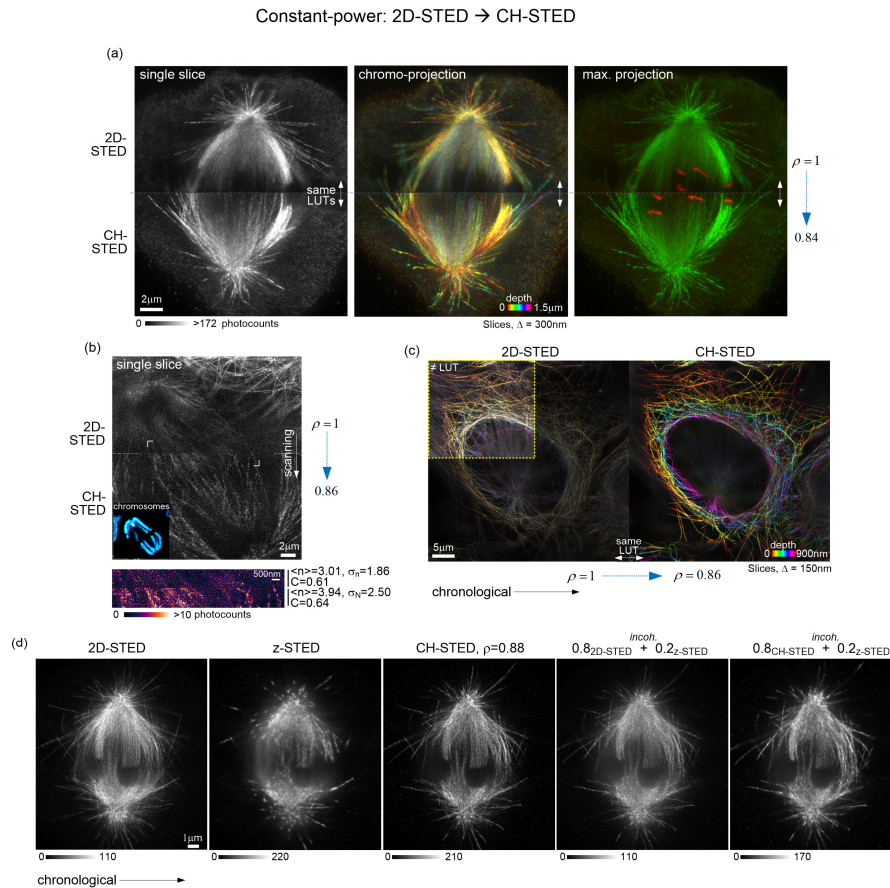 Constant-power: 2D-STED → CH-STED
(a)
single slice
chromo-projection
max. projection
2D-
STED
CH-
STED
same
LUTs
ρ = 1
0.84
2μm
depth
0 1.5μm
0 >172 photocounts
Slices, Δ = 300nm
(b)
single slice
2D-
STED
CH-
STED
scanning
ρ = 1
0.86
chromosomes
2μm
500nm
<n>=3.01, σn=1.86
C=0.61
<n>=3.94, σN=2.50
C=0.64
0 >10 photocounts
(c)
2D-STED
CH-STED
≠ LUT
5μm
same
LUT
depth
0 900nm
Slices, Δ = 150nm
ρ = 1 ρ = 0.86
chronological
(d)
2D-STED
z-STED
CH-STED, ρ=0.88
incoh.
0.82D-STED + 0.2z-STED
incoh.
0.8CH-STED + 0.2z-STED
1μm
0 110
0 220
0 210
0 110
0 170
chronological